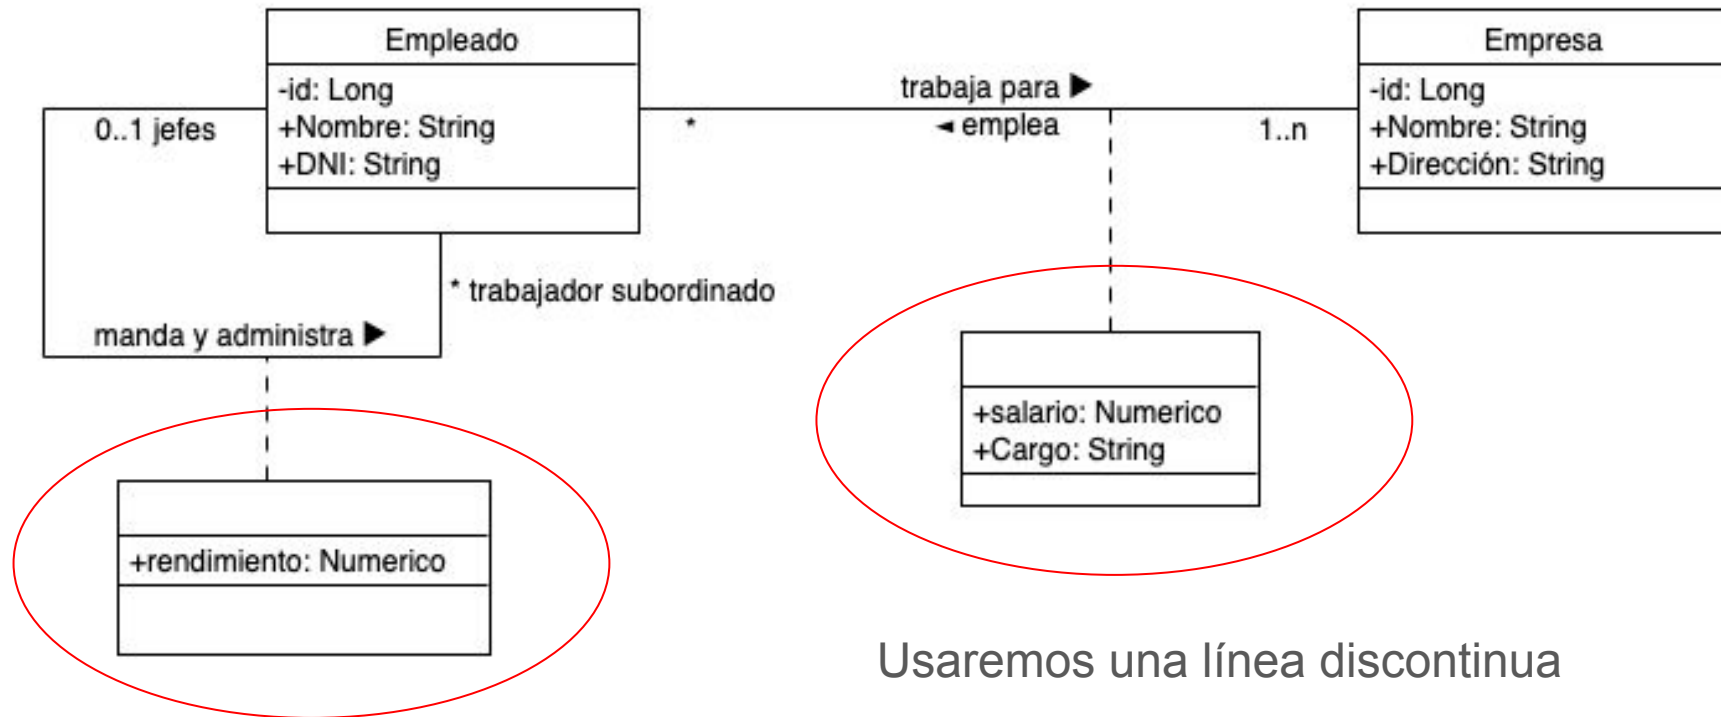 Empleado
-id: Long
+Nombre: String
+DNI: String
0..1 jefes
* trabajador subordinado
manda y administra ▶
+rendimiento: Numerico
trabaja para ▶
◄ emplea
*
1..n
Empresa
-id: Long
+Nombre: String
+Dirección: String
+salario: Numerico
+Cargo: String
Usaremos una línea discontinua